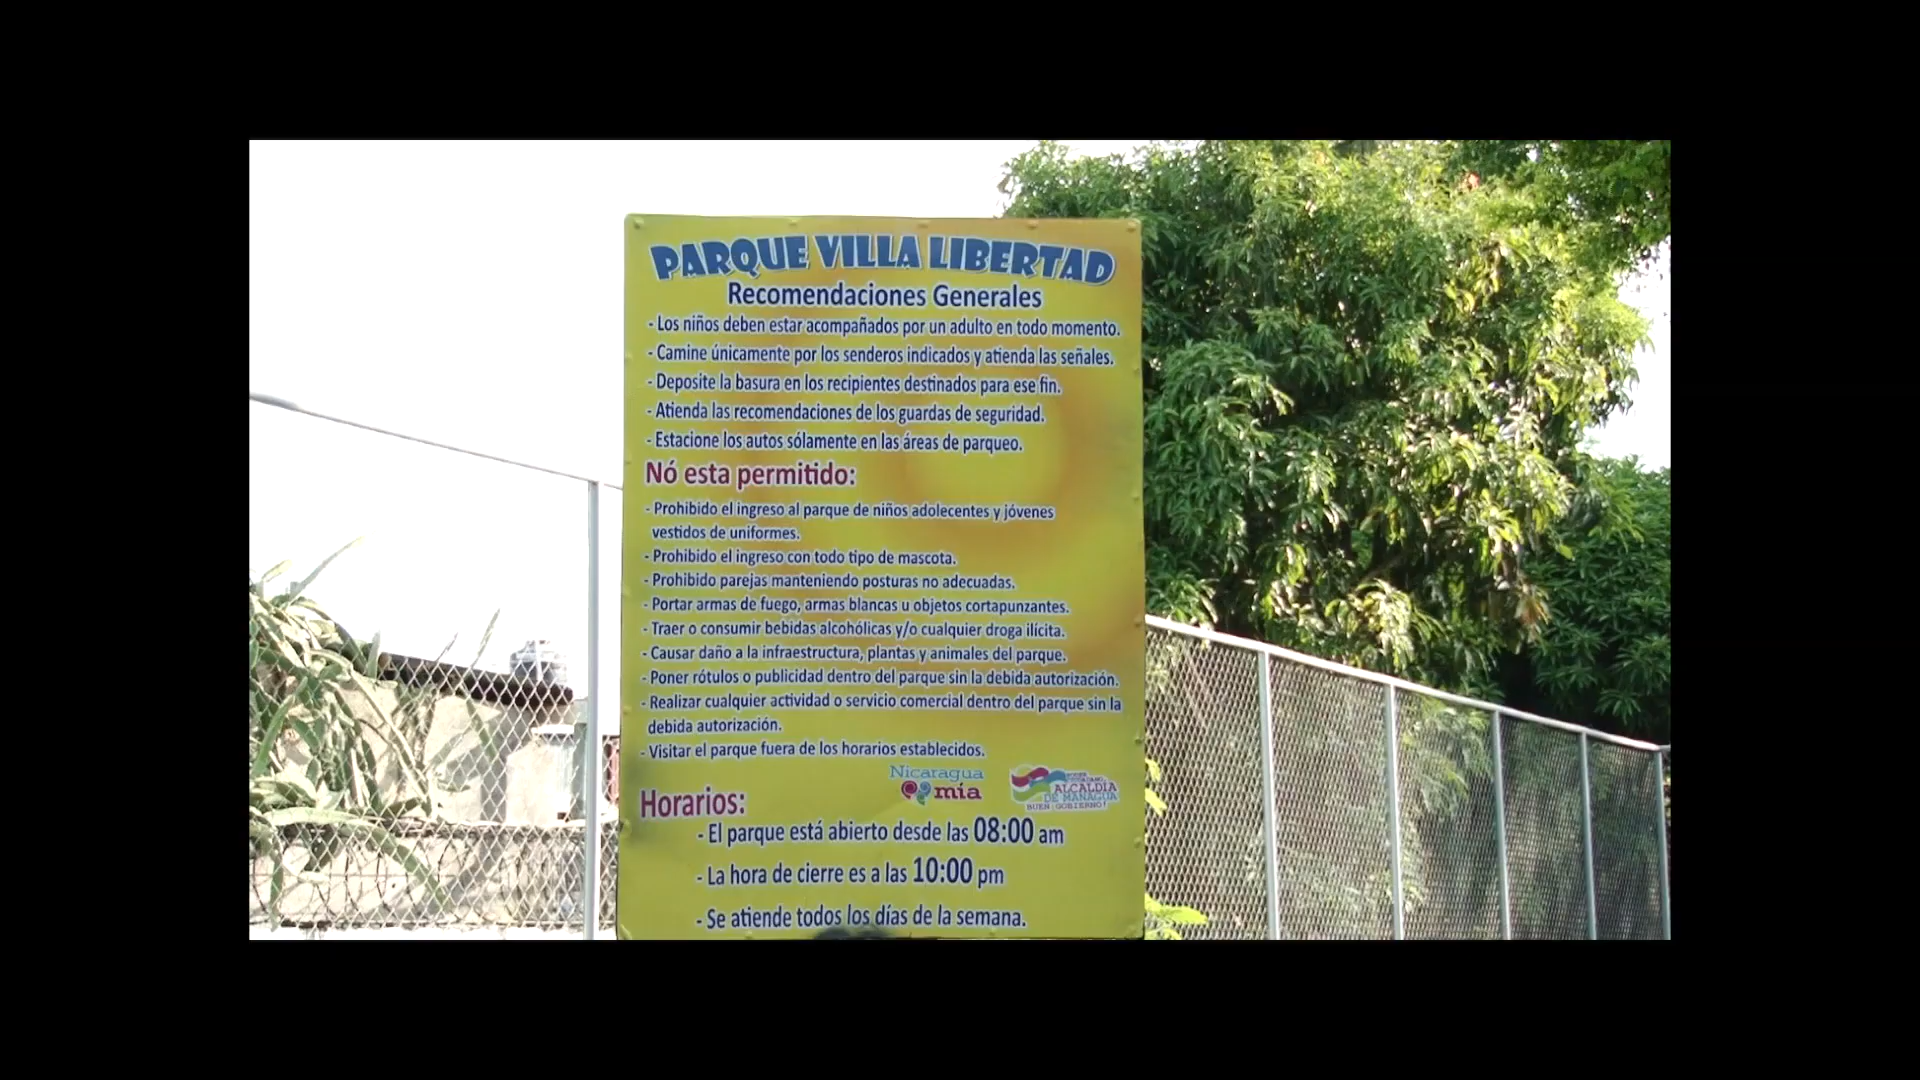 PARQUE VILLA LIBERTAD
Recomendaciones Generales
- Los niños deben estar acompañados por un adulto en todo momento.
- Camine únicamente por los senderos indicados y atienda las señales.
- Deposite la basura en los recipientes destinados para ese fin.
- Atienda las recomendaciones de los guardas de seguridad.
- Estacione los autos sólamente en las áreas de parqueo.
Nó esta permitido:
- Prohibido el ingreso al parque de niños adolecentes y jóvenes
vestidos de uniformes.
- Prohibido el ingreso con todo tipo de mascota.
- Prohibido parejas manteniendo posturas no adecuadas.
- Portar armas de fuego, armas blancas u objetos cortapunzantes.
- Traer o consumir bebidas alcohólicas y/o cualquier droga ilícita.
- Causar daño a la infraestructura, plantas y animales del parque.
- Poner rótulos o publicidad dentro del parque sin la debida autorización.
- Realizar cualquier actividad o servicio comercial dentro del parque sin la
debida autorización.
- Visitar el parque fuera de los horarios establecidos.
Nicaragua
mía
PODER
CIUDADANO
ALCALDÍA
DE MANAGUA
BUEN GOBIERNO!
Horarios:
- El parque está abierto desde las 08:00 am
- La hora de cierre es a las 10:00 pm
- Se atiende todos los días de la semana.